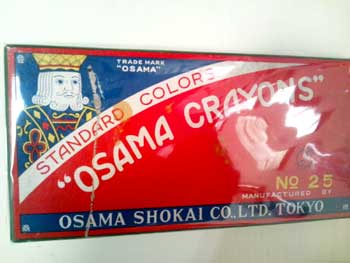 TRADE MARK
"OSAMA"
STANDARD COLORS
"OSAMA CRAYONS"
No 25
MANUFACTURED BY
OSAMA SHOKAI CO., LTD. TOKYO